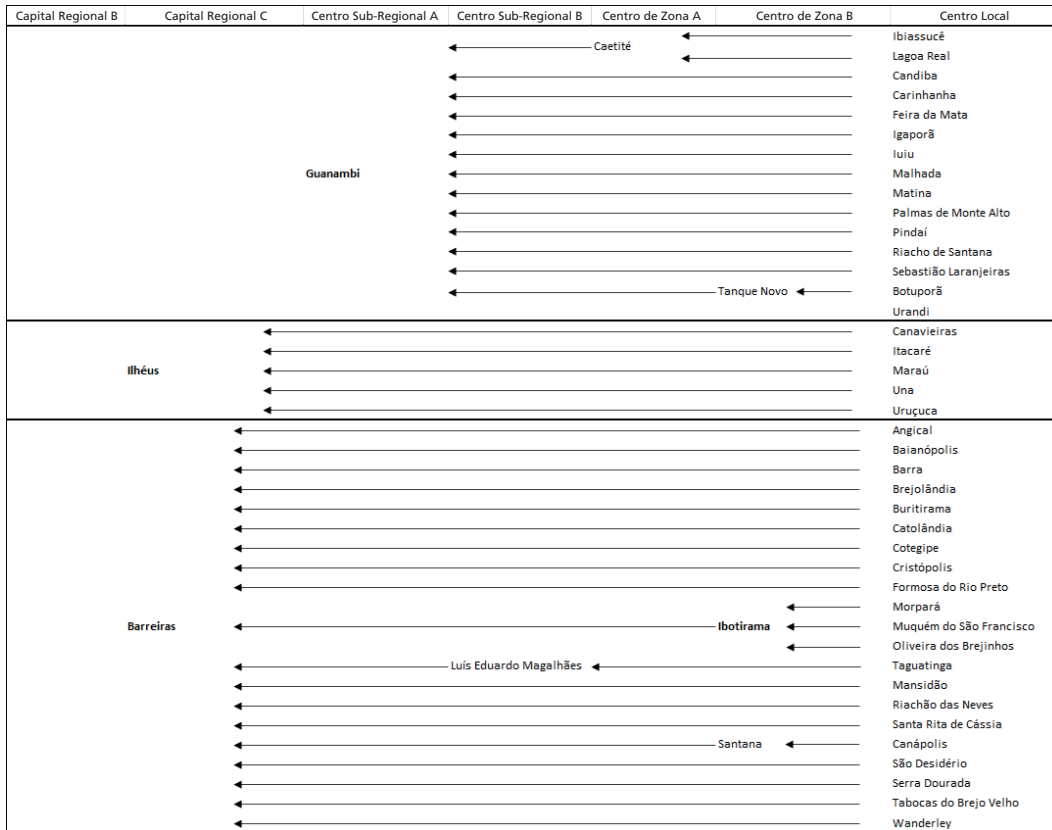 Capital Regional B Capital Regional C Centro Sub-Regional A Centro Sub-Regional B Centro de Zona A Centro de Zona B Centro Local
Ibiassucê
Caetité
Lagoa Real
Candiba
Carinhanha
Feira da Mata
Igaporã
Iuiu
Guanambi Malhada
Matina
Palmas de Monte Alto
Pindaí
Riacho de Santana
Sebastião Laranjeiras
Tanque Novo Botuporã
Urandi
Canavieiras
Itacaré
Ilhéus Maraú
Una
Uruçuca
Angical
Baianópolis
Barra
Brejolândia
Buritirama
Catolândia
Cotegipe
Cristópolis
Formosa do Rio Preto
Morpará
Barreiras Ibotirama Muquém do São Francisco
Oliveira dos Brejinhos
Luís Eduardo Magalhães Taguatinga
Mansidão
Riachão das Neves
Santa Rita de Cássia
Santana Canápolis
São Desidério
Serra Dourada
Tabocas do Brejo Velho
Wanderley